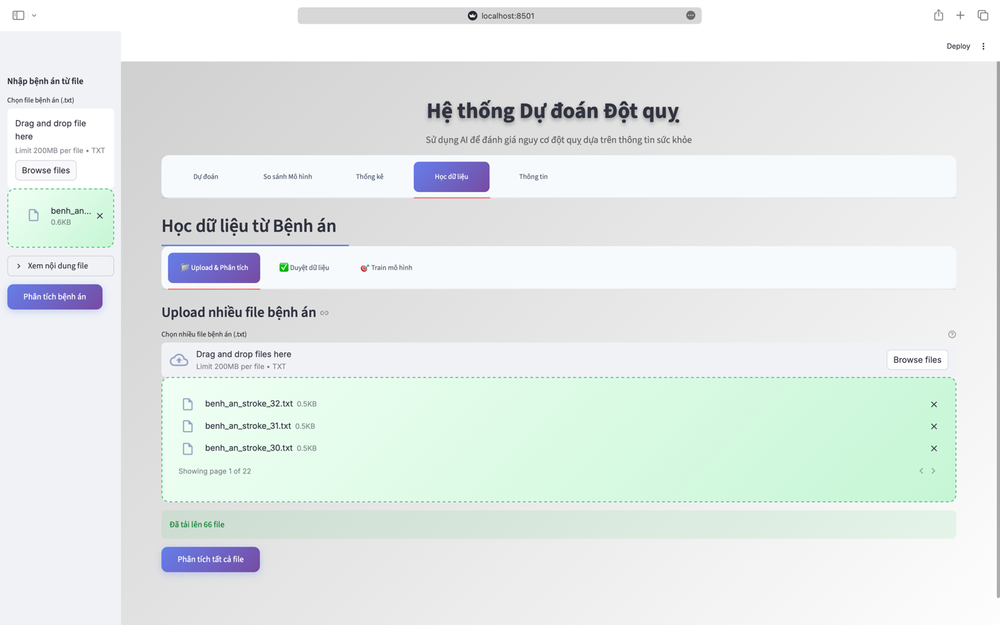 localhost:8501
Deploy
Nhập bệnh án từ file
Chọn file bệnh án (.txt)
Drag and drop file
here
Limit 200MB per file • TXT
Browse files
benh_an...
0.6KB
Xem nội dung file
Phân tích bệnh án
Hệ thống Dự đoán Đột quỵ
Sử dụng AI để đánh giá nguy cơ đột quỵ dựa trên thông tin sức khỏe
Dự đoán
So sánh Mô hình
Thống kê
Học dữ liệu
Thông tin
Học dữ liệu từ Bệnh án
Upload & Phân tích
Duyệt dữ liệu
Train mô hình
Upload nhiều file bệnh án
Chọn nhiều file bệnh án (.txt)
Drag and drop files here
Limit 200MB per file • TXT
Browse files
benh_an_stroke_32.txt 0.5KB
benh_an_stroke_31.txt 0.5KB
benh_an_stroke_30.txt 0.5KB
Showing page 1 of 22
Đã tải lên 66 file
Phân tích tất cả file